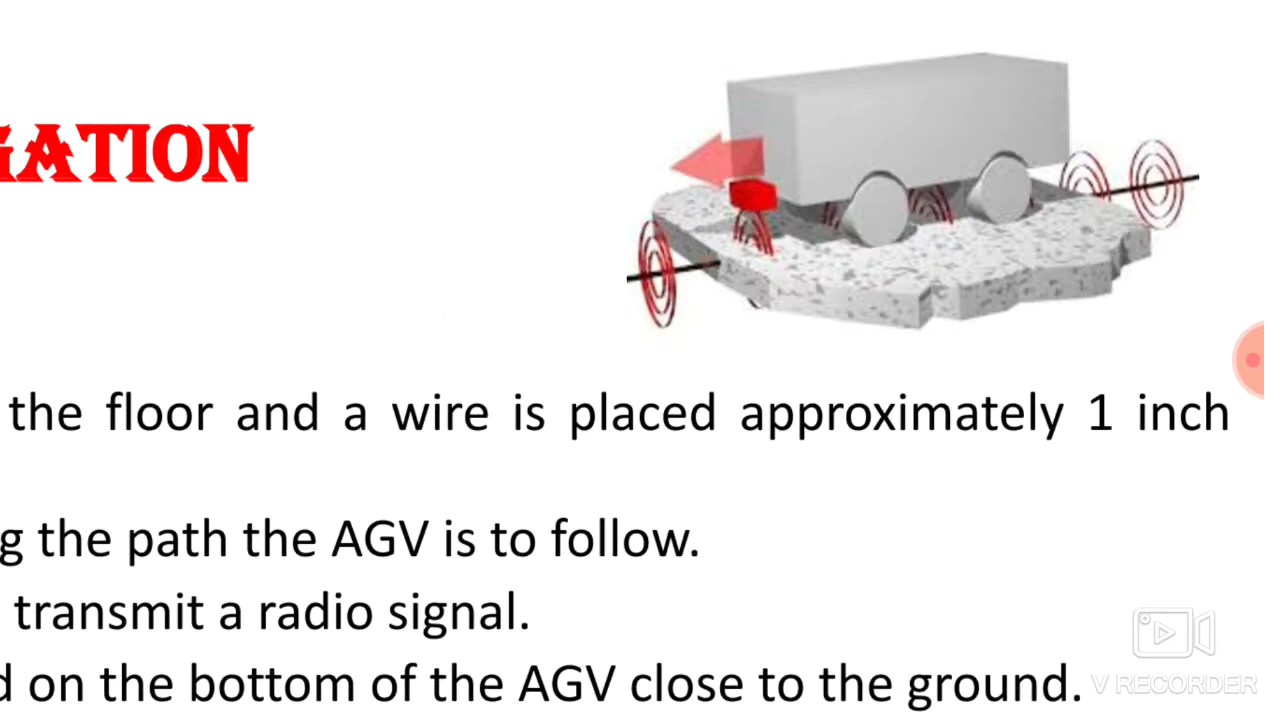 GATION
the floor and a wire is placed approximately 1 inch
g the path the AGV is to follow.
transmit a radio signal.
d on the bottom of the AGV close to the ground.
V RECORDER